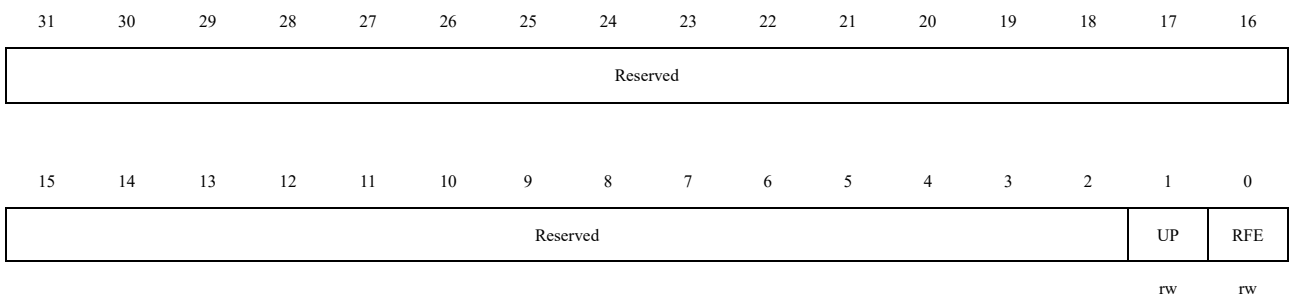 31 30 29 28 27 26 25 24 23 22 21 20 19 18 17 16
Reserved
15 14 13 12 11 10 9 8 7 6 5 4 3 2 1 0
Reserved UP RFE
rw rw